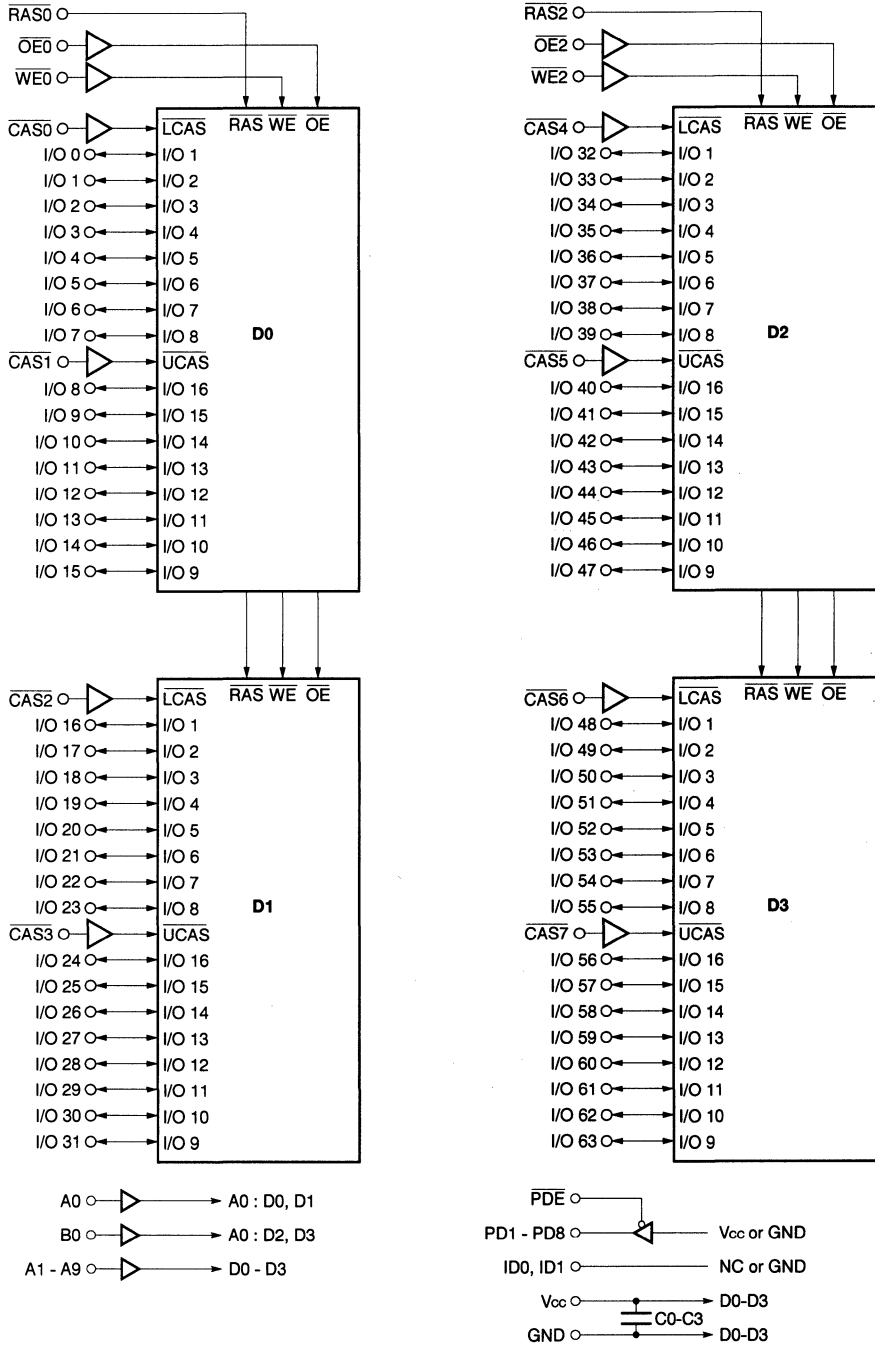 RAS0
OE0
WE0
CAS0 LCAS RAS WE OE
I/O 0 I/O 1
I/O 1 I/O 2
I/O 2 I/O 3
I/O 3 I/O 4
I/O 4 I/O 5
I/O 5 I/O 6
I/O 6 I/O 7
I/O 7 I/O 8 D0
CAS1 UCAS
I/O 8 I/O 16
I/O 9 I/O 15
I/O 10 I/O 14
I/O 11 I/O 13
I/O 12 I/O 12
I/O 13 I/O 11
I/O 14 I/O 10
I/O 15 I/O 9
CAS2 LCAS RAS WE OE
I/O 16 I/O 1
I/O 17 I/O 2
I/O 18 I/O 3
I/O 19 I/O 4
I/O 20 I/O 5
I/O 21 I/O 6
I/O 22 I/O 7
I/O 23 I/O 8 D1
CAS3 UCAS
I/O 24 I/O 16
I/O 25 I/O 15
I/O 26 I/O 14
I/O 27 I/O 13
I/O 28 I/O 12
I/O 29 I/O 11
I/O 30 I/O 10
I/O 31 I/O 9
A0 A0 : D0, D1
B0 A0 : D2, D3
A1 - A9 D0 - D3
RAS2
OE2
WE2
CAS4 LCAS RAS WE OE
I/O 32 I/O 1
I/O 33 I/O 2
I/O 34 I/O 3
I/O 35 I/O 4
I/O 36 I/O 5
I/O 37 I/O 6
I/O 38 I/O 7
I/O 39 I/O 8 D2
CAS5 UCAS
I/O 40 I/O 16
I/O 41 I/O 15
I/O 42 I/O 14
I/O 43 I/O 13
I/O 44 I/O 12
I/O 45 I/O 11
I/O 46 I/O 10
I/O 47 I/O 9
CAS6 LCAS RAS WE OE
I/O 48 I/O 1
I/O 49 I/O 2
I/O 50 I/O 3
I/O 51 I/O 4
I/O 52 I/O 5
I/O 53 I/O 6
I/O 54 I/O 7
I/O 55 I/O 8 D3
CAS7 UCAS
I/O 56 I/O 16
I/O 57 I/O 15
I/O 58 I/O 14
I/O 59 I/O 13
I/O 60 I/O 12
I/O 61 I/O 11
I/O 62 I/O 10
I/O 63 I/O 9
PDE
PD1 - PD8 Vcc or GND
ID0, ID1 NC or GND
Vcc D0-D3
C0-C3
GND D0-D3